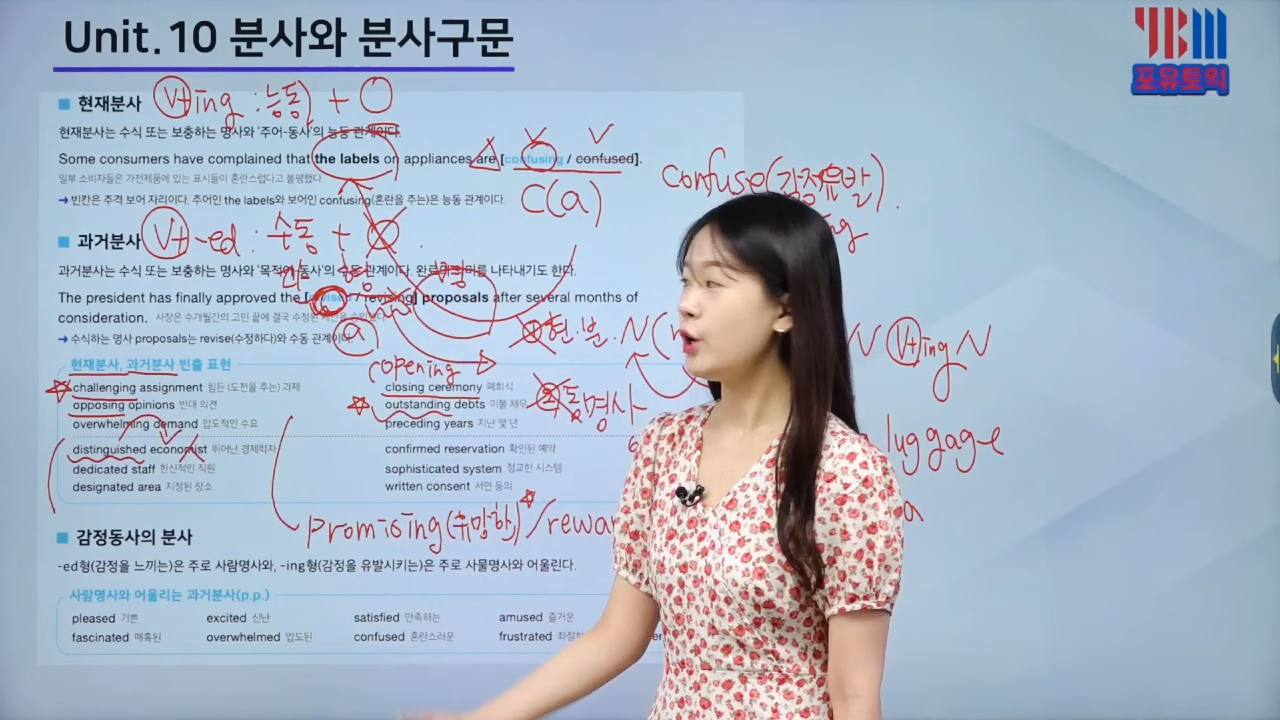 Unit.10 분사와 분사구문
YBM
포유토익
현재분사 Vt ing : 능동 +
현재분사는 수식 또는 보충하는 명사와 '주어-동사'의 능동 관계이다.
Some consumers have complained that the labels on appliances are [confusing / confused].
일부 소비자들은 가전제품에 있는 표시들이 혼란스럽다고 불평했다.
C(a)
confuse(감정유발)
→ 빈칸은 주격 보어 자리이다. 주어인 the labels와 보어인 confusing(혼란을 주는)은 능동 관계이다.
과거분사 Vt -ed : 수동 +
과거분사는 수식 또는 보충하는 명사와 관계이다. 나타내기도 한다.
The president has finally approved the [ / revising] proposals after several months of
consideration. 사장은 수개월간의 고민 끝에 결국 수정된
→ 수식하는 명사 proposals는 revise(수정하다)와 수동 관계이다.
a
현·분· N
N Vt ing N
동명사
luggage
a
현재분사, 과거분사 빈출 표현
opening
challenging assignment 힘든 (도전을 주는) 과제
closing ceremony 폐회식
opposing opinions 반대 의견
outstanding debts 미불 채무
overwhelming demand 압도적인 수요
preceding years 지난 몇 년
distinguished economist 뛰어난 경제학자
confirmed reservation 확인된 예약
dedicated staff 헌신적인 직원
sophisticated system 정교한 시스템
designated area 지정된 장소
written consent 서면 동의
promising(유망한) / rewar
감정동사의 분사
-ed형(감정을 느끼는)은 주로 사람명사와, -ing형(감정을 유발시키는)은 주로 사물명사와 어울린다.
사람명사와 어울리는 과거분사(p.p.)
pleased 기쁜 excited 신난 satisfied 만족하는 amused 즐거운
fascinated 매혹된 overwhelmed 압도된 confused 혼란스러운 frustrated